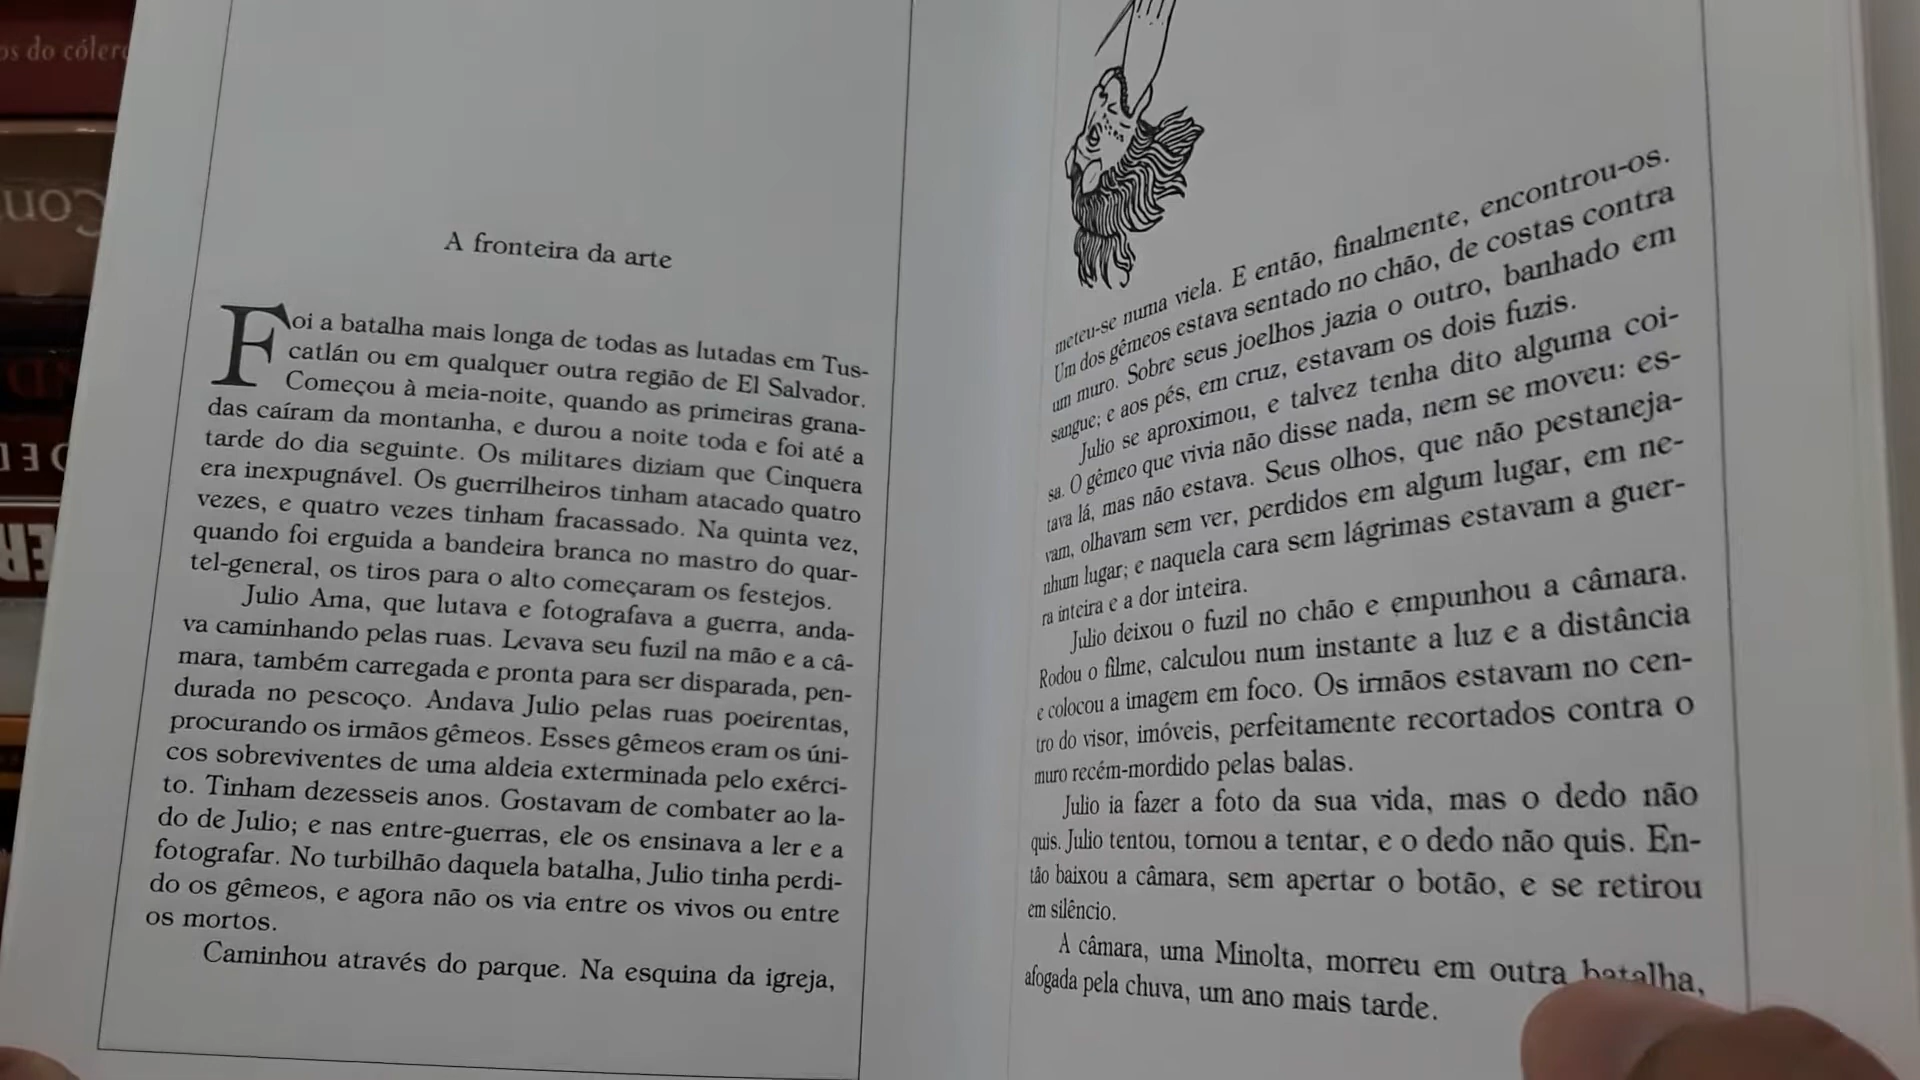 os do cólera
Con
A fronteira da arte
Foi a batalha mais longa de todas as lutadas em Tus-
catlán ou em qualquer outra região de El Salvador.
Começou à meia-noite, quando as primeiras grana-
das caíram da montanha, e durou a noite toda e foi até a
tarde do dia seguinte. Os militares diziam que Cinquera
era inexpugnável. Os guerrilheiros tinham atacado quatro
vezes, e quatro vezes tinham fracassado. Na quinta vez,
quando foi erguida a bandeira branca no mastro do quar-
tel-general, os tiros para o alto começaram os festejos.
Julio Ama, que lutava e fotografava a guerra, anda-
va caminhando pelas ruas. Levava seu fuzil na mão e a câ-
mara, também carregada e pronta para ser disparada, pen-
durada no pescoço. Andava Julio pelas ruas poeirentas,
procurando os irmãos gêmeos. Esses gêmeos eram os úni-
cos sobreviventes de uma aldeia exterminada pelo exérci-
to. Tinham dezesseis anos. Gostavam de combater ao la-
do de Julio; e nas entre-guerras, ele os ensinava a ler e a
fotografar. No turbilhão daquela batalha, Julio tinha perdi-
do os gêmeos, e agora não os via entre os vivos ou entre
os mortos.
Caminhou através do parque. Na esquina da igreja,
meteu-se numa viela. E então, finalmente, encontrou-os.
Um dos gêmeos estava sentado no chão, de costas contra
um muro. Sobre seus joelhos jazia o outro, banhado em
sangue; e aos pés, em cruz, estavam os dois fuzis.
Julio se aproximou, e talvez tenha dito alguma coi-
sa. O gêmeo que vivia não disse nada, nem se moveu: es-
tava lá, mas não estava. Seus olhos, que não pestaneja-
vam, olhavam sem ver, perdidos em algum lugar, em ne-
nhum lugar; e naquela cara sem lágrimas estavam a guer-
ra inteira e a dor inteira.
Julio deixou o fuzil no chão e empunhou a câmara.
Rodou o filme, calculou num instante a luz e a distância
e colocou a imagem em foco. Os irmãos estavam no cen-
tro do visor, imóveis, perfeitamente recortados contra o
muro recém-mordido pelas balas.
Julio ia fazer a foto da sua vida, mas o dedo não
quis. Julio tentou, tornou a tentar, e o dedo não quis. En-
tão baixou a câmara, sem apertar o botão, e se retirou
em silêncio.
A câmara, uma Minolta, morreu em outra batalha,
afogada pela chuva, um ano mais tarde.